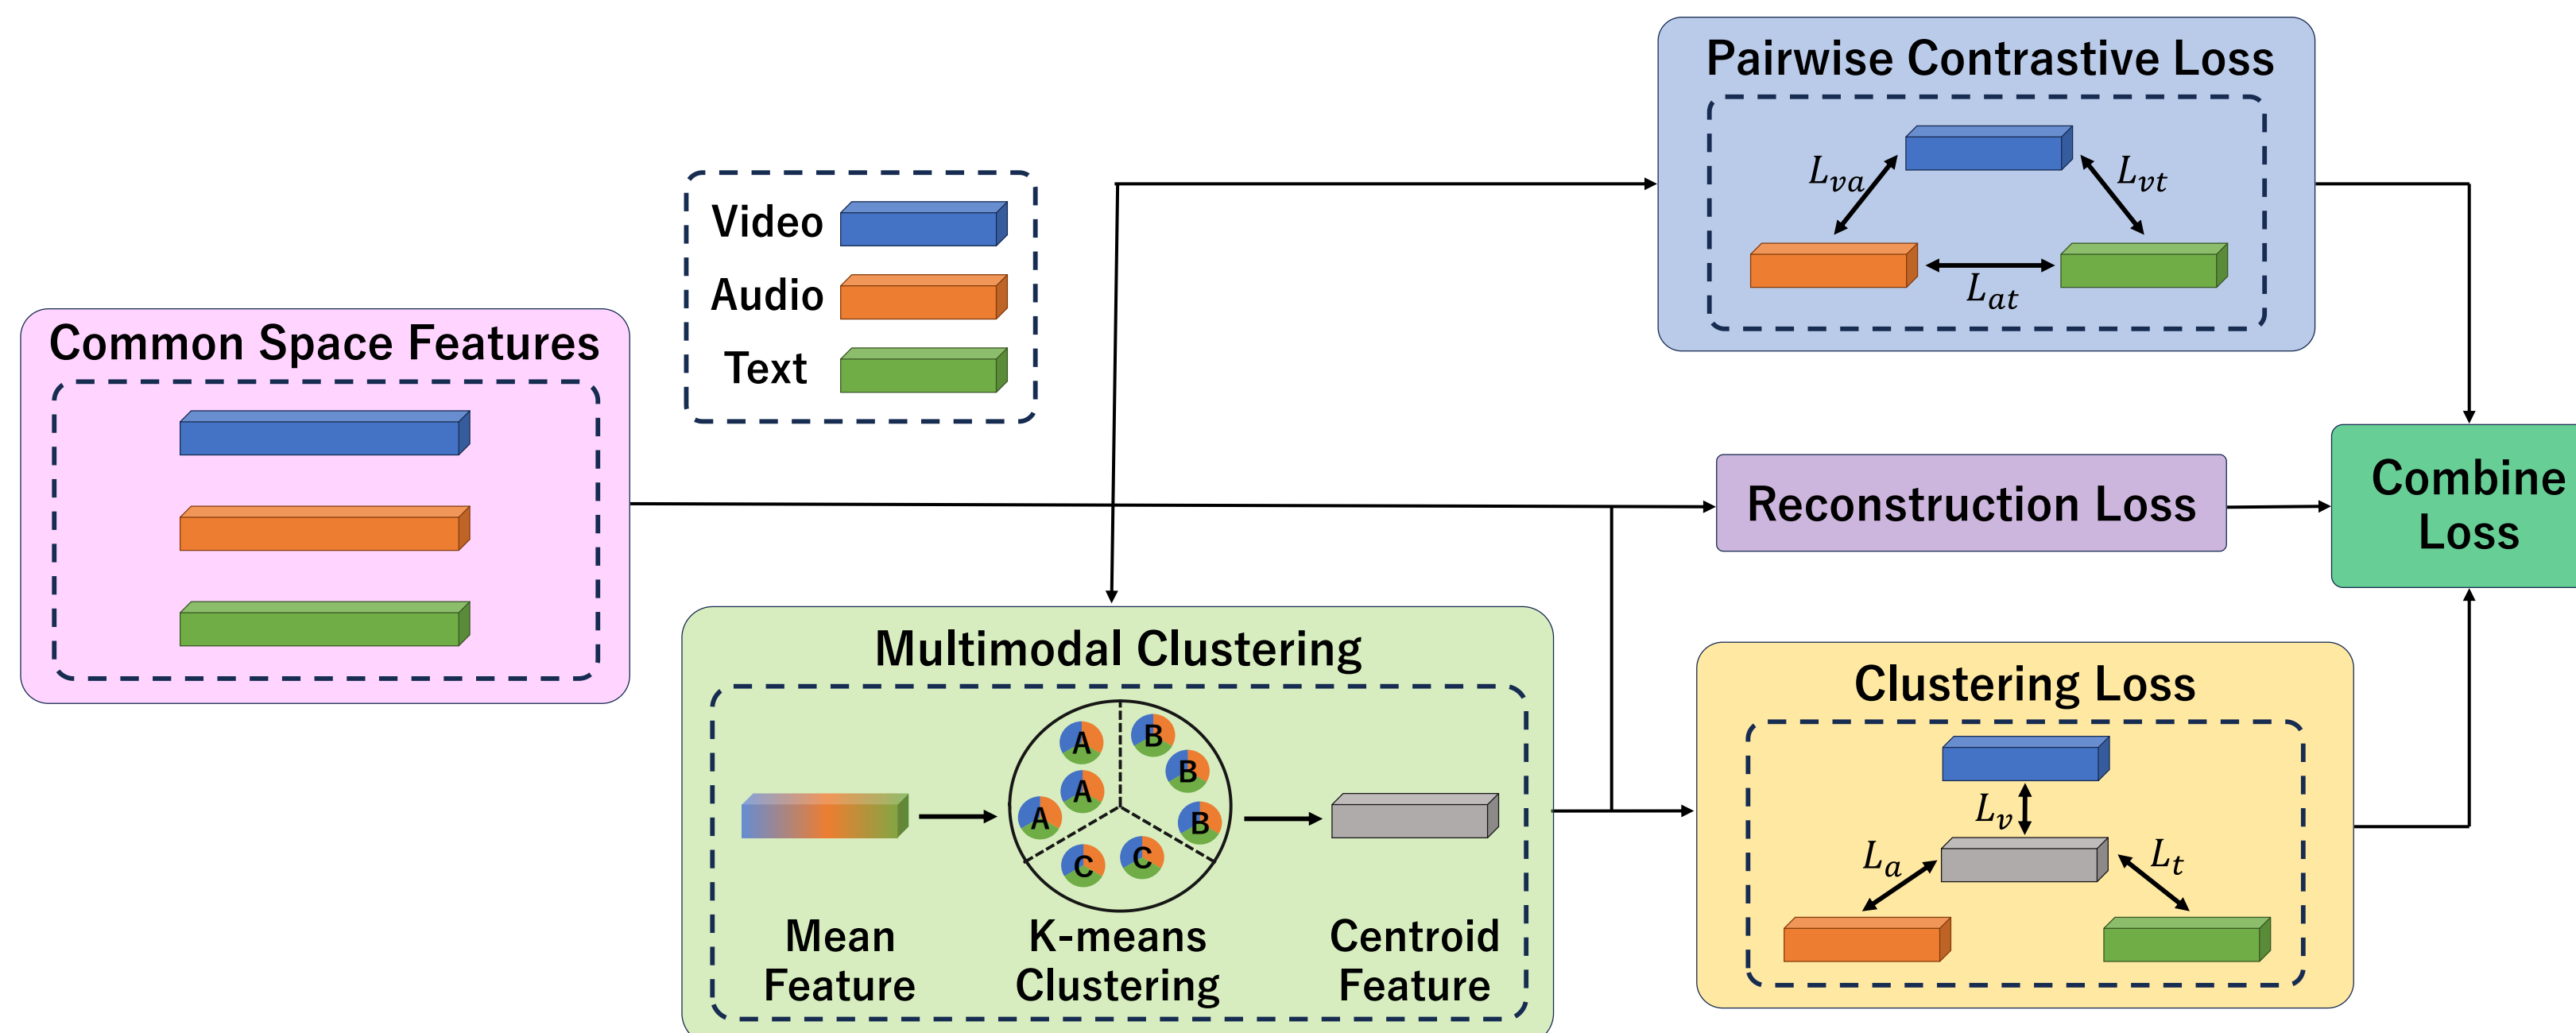 Pairwise Contrastive Loss
L_va
L_vt
L_at
Video
Audio
Text
Common Space Features
Reconstruction Loss
Combine
Loss
Multimodal Clustering
A
A
A
B
B
B
C
C
Mean
Feature
K-means
Clustering
Centroid
Feature
Clustering Loss
L_v
L_a
L_t